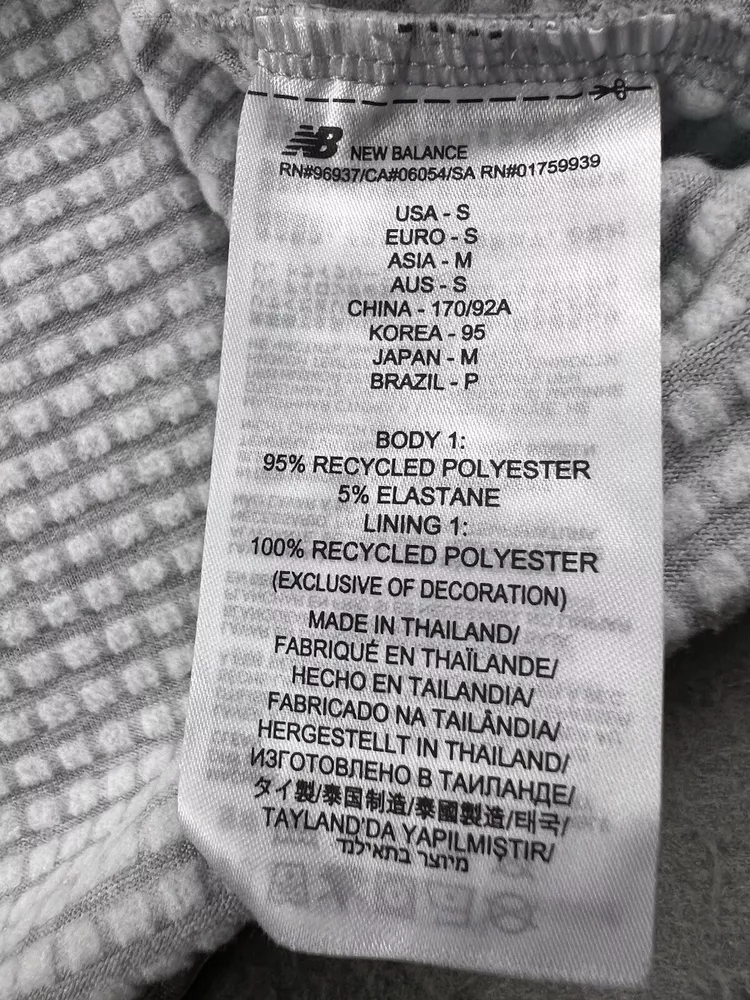 NB NEW BALANCE
RN#96937/CA#06054/SA RN#01759939
USA - S
EURO - S
ASIA - M
AUS - S
CHINA - 170/92A
KOREA - 95
JAPAN - M
BRAZIL - P
BODY 1:
95% RECYCLED POLYESTER
5% ELASTANE
LINING 1:
100% RECYCLED POLYESTER
(EXCLUSIVE OF DECORATION)
MADE IN THAILAND/
FABRIQUÉ EN THAÏLANDE/
HECHO EN TAILANDIA/
FABRICADO NA TAILÂNDIA/
HERGESTELLT IN THAILAND/
ИЗГОТОВЛЕНО В ТАИЛАНДЕ/
タイ製/泰国制造/泰國製造/태국/
TAYLAND'DA YAPILMIŞTIR/
מיוצר בתאילנד